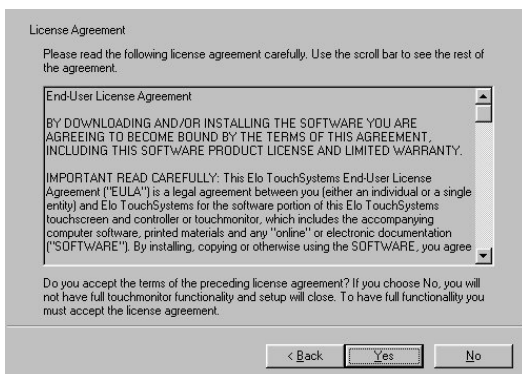 License Agreement
Please read the following license agreement carefully. Use the scroll bar to see the rest of
the agreement.
End-User License Agreement
BY DOWNLOADING AND/OR INSTALLING THE SOFTWARE YOU ARE
AGREEING TO BECOME BOUND BY THE TERMS OF THIS AGREEMENT,
INCLUDING THIS SOFTWARE PRODUCT LICENSE AND LIMITED WARRANTY.
IMPORTANT READ CAREFULLY: This Elo TouchSystems End-User License
Agreement ("EULA") is a legal agreement between you (either an individual or a single
entity) and Elo TouchSystems for the software portion of this Elo TouchSystems
touchscreen and controller or touchmonitor, which includes the accompanying
computer software, printed materials and any "online" or electronic documentation
("SOFTWARE"). By installing, copying or otherwise using the SOFTWARE, you agree
Do you accept the terms of the preceding license agreement? If you choose No, you will
not have full touchmonitor functionality and setup will close. To have full functionallity you
must accept the license agreement.
< Back Yes No